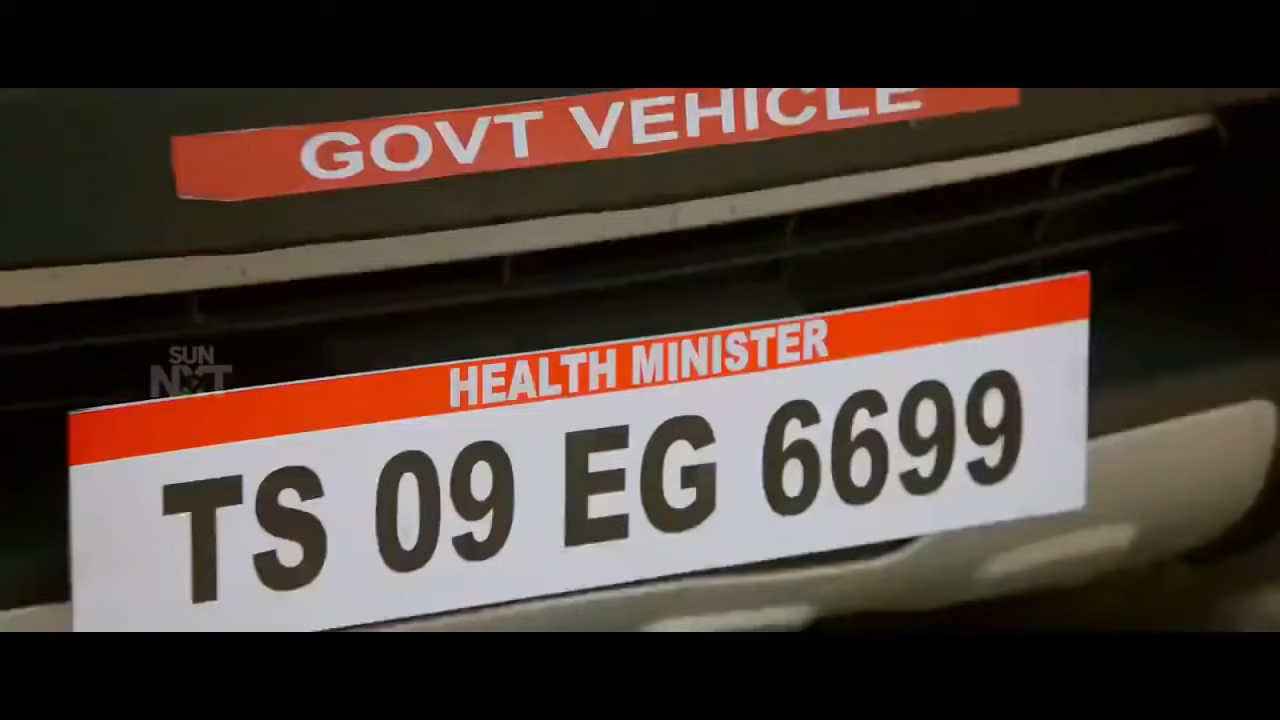 GOVT VEHICLE
SUN
NXT
HEALTH MINISTER
TS 09 EG 6699